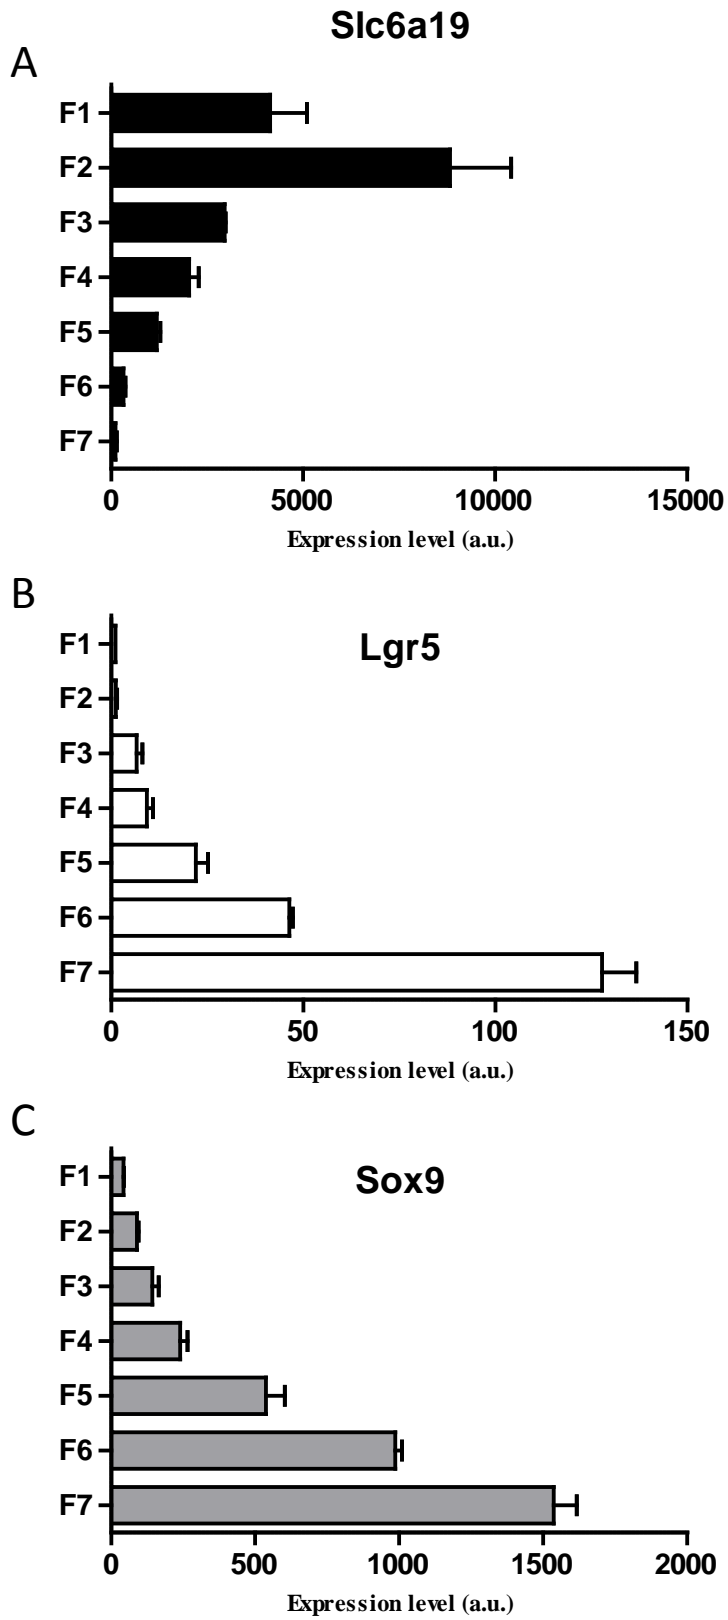 Slc6a19
A
F1
F2
F3
F4
F5
F6
F7
0 5000 10000 15000
Expression level (a.u.)
B
Lgr5
F1
F2
F3
F4
F5
F6
F7
0 50 100 150
Expression level (a.u.)
C
Sox9
F1
F2
F3
F4
F5
F6
F7
0 500 1000 1500 2000
Expression level (a.u.)